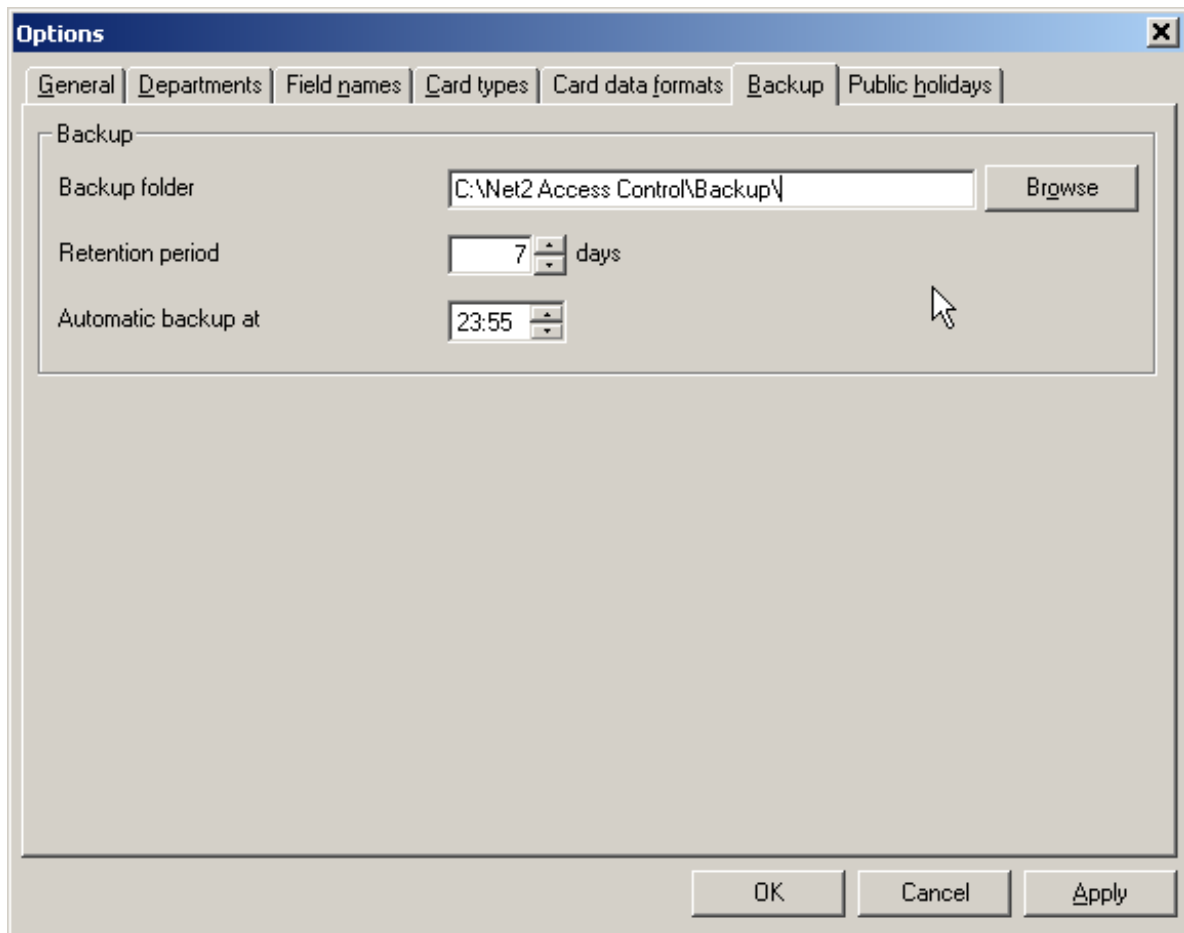 Options
General Departments Field names Card types Card data formats Backup Public holidays
Backup
Backup folder C:\Net2 Access Control\Backup\ Browse
Retention period 7 days
Automatic backup at 23:55
OK Cancel Apply